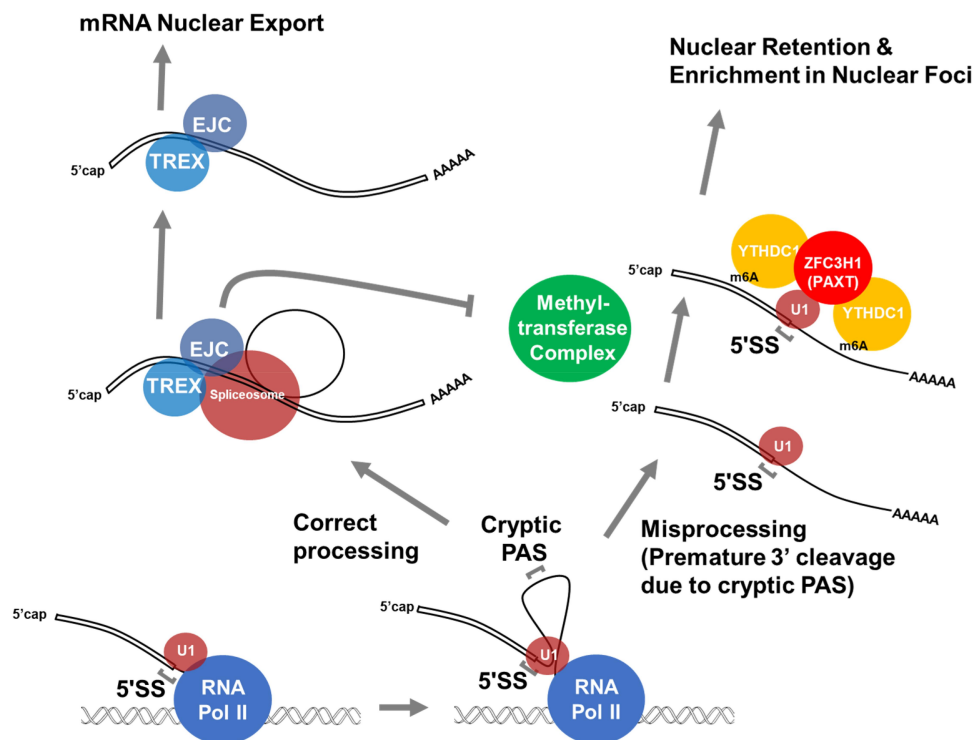 mRNA Nuclear Export
EJC
TREX
5'cap
AAAAA
EJC
TREX
Spliceosome
5'cap
AAAAA
Methyl-
transferase
Complex
Nuclear Retention &
Enrichment in Nuclear Foci
YTHDC1
ZFC3H1
(PAXT)
5'cap
m6A
U1
YTHDC1
5'SS
m6A
AAAAA
5'cap
U1
5'SS
AAAAA
Correct
processing
Cryptic
PAS
Misprocessing
(Premature 3' cleavage
due to cryptic PAS)
5'cap
U1
5'SS
RNA
Pol II
5'cap
U1
5'SS
RNA
Pol II